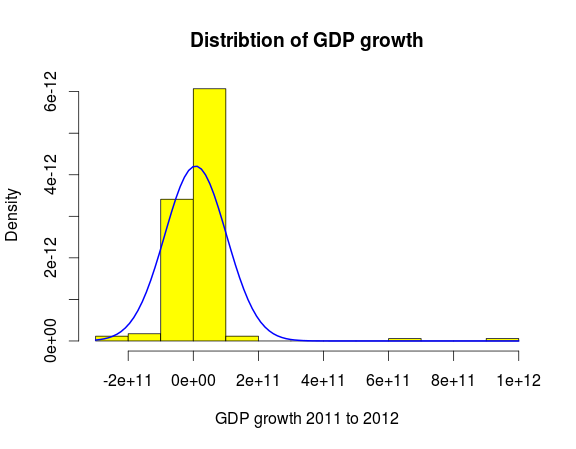 Distribtion of GDP growth
Density
6e-12
4e-12
2e-12
0e+00
-2e+11 0e+00 2e+11 4e+11 6e+11 8e+11 1e+12
GDP growth 2011 to 2012